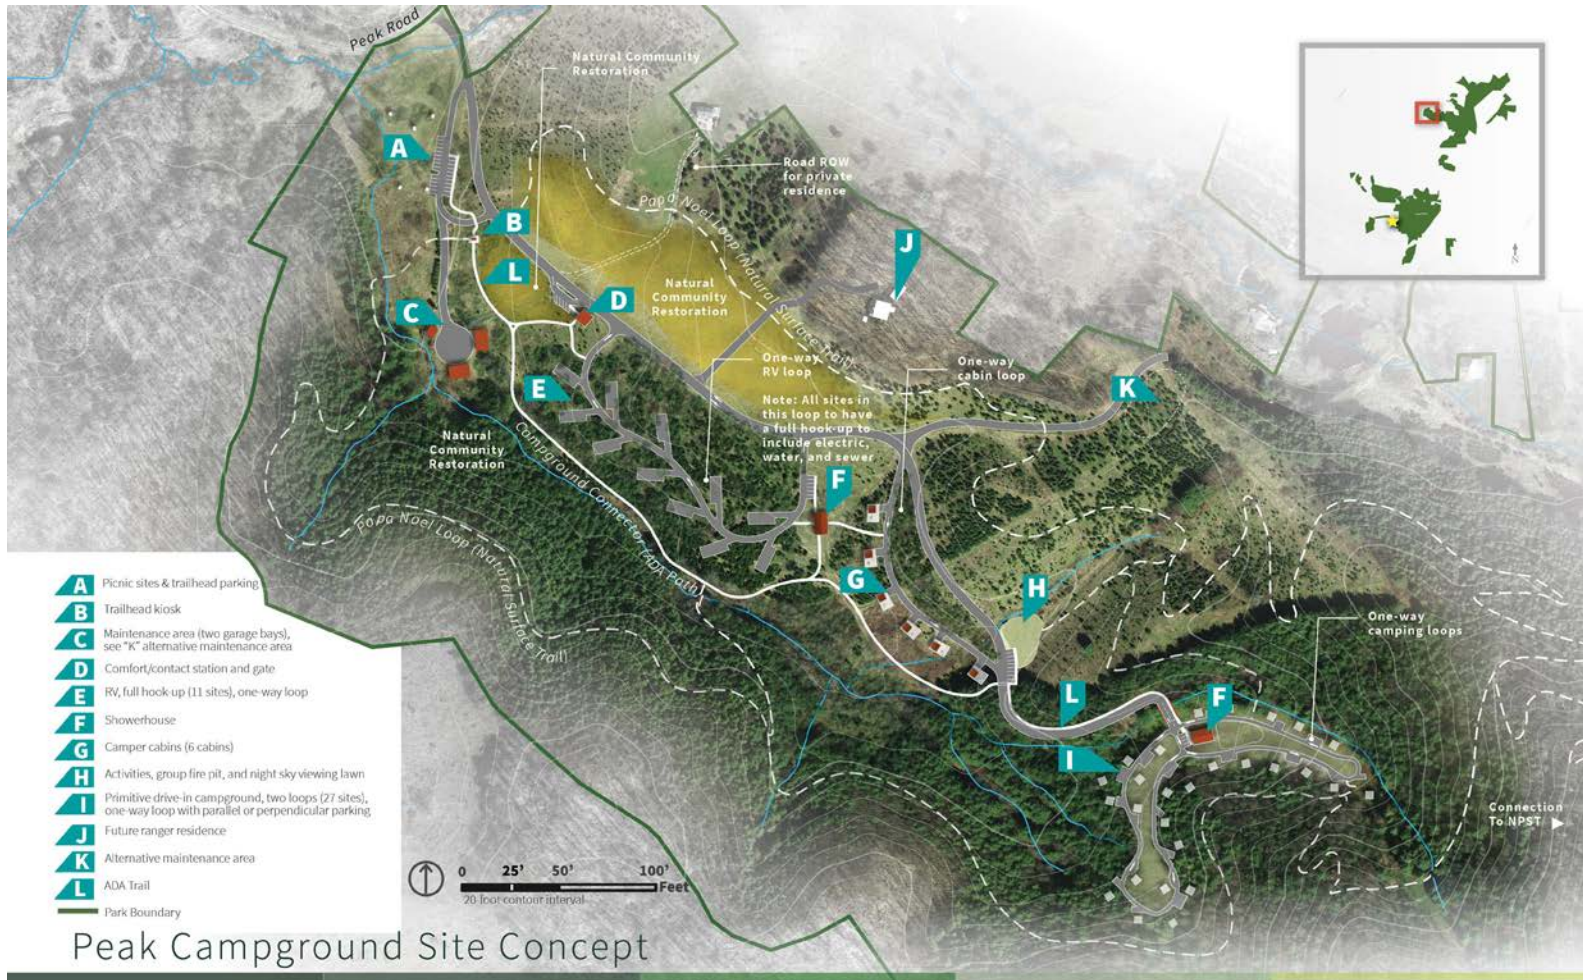 Peak Road
Natural Community
Restoration
A
Road ROW
for private
residence
Papa Noel Loop (Natural Surface Trail)
B
J
L
Natural
Community
Restoration
D
C
One-way
RV loop
One-way
cabin loop
K
E
Note: All sites in
this loop to have
a full hook-up to
include electric,
water, and sewer
Natural
Community
Restoration
Campground Connector (ADA Path)
F
Papa Noel Loop (Natural Surface Trail)
G
H
One-way
camping loops
L
F
I
Connection
To NPST
N
A Picnic sites & trailhead parking
B Trailhead kiosk
C Maintenance area (two garage bays),
see "K" alternative maintenance area
D Comfort/contact station and gate
E RV, full hook-up (11 sites), one-way loop
F Showerhouse
G Camper cabins (6 cabins)
H Activities, group fire pit, and night sky viewing lawn
I Primitive drive-in campground, two loops (27 sites),
one-way loop with parallel or perpendicular parking
J Future ranger residence
K Alternative maintenance area
L ADA Trail
Park Boundary
0 25' 50' 100'
Feet
20-foot contour interval
Peak Campground Site Concept